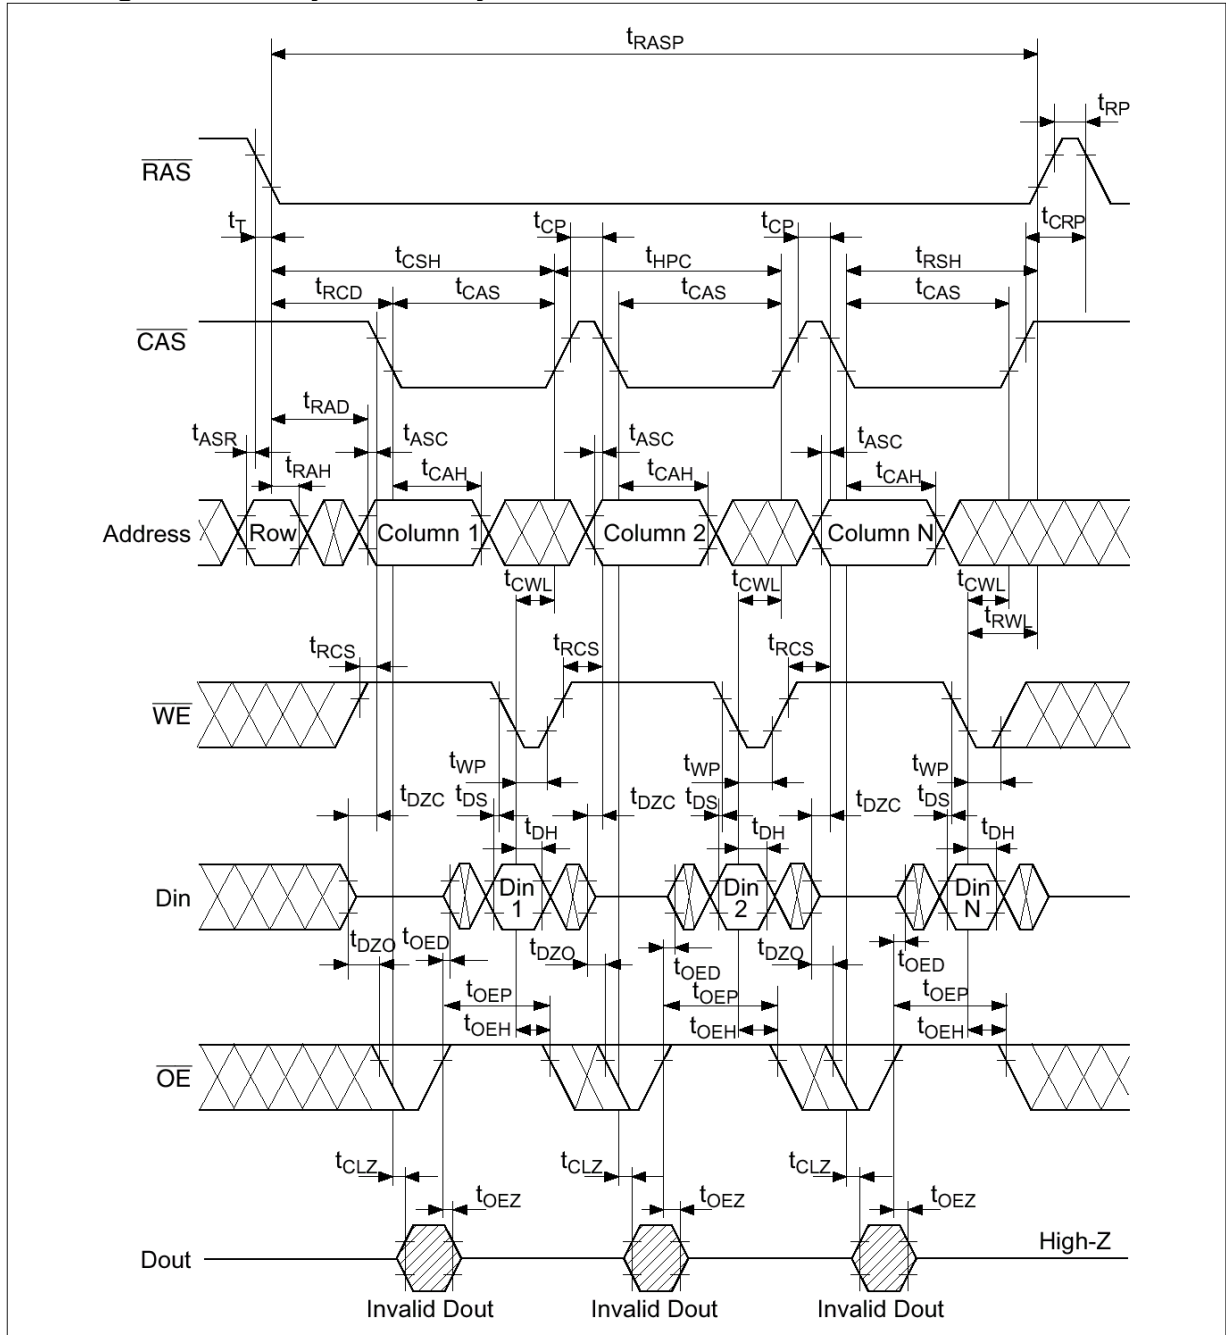 tRASP
tRP
RAS
tT
tCP
tCP
tCRP
tCSH
tHPC
tRSH
tRCD
tCAS
tCAS
tCAS
CAS
tRAD
tASR
tASC
tASC
tASC
tRAH
tCAH
tCAH
tCAH
Address
Row
Column 1
Column 2
Column N
tCWL
tCWL
tCWL
tRWL
tRCS
tRCS
tRCS
WE
tWP
tWP
tWP
tDZC
tDS
tDZC
tDS
tDZC
tDS
tDH
tDH
tDH
Din
Din
1
Din
2
Din
N
tDZO
tOED
tDZO
tOED
tDZO
tOED
tOEP
tOEP
tOEP
tOEH
tOEH
tOEH
OE
tCLZ
tCLZ
tCLZ
tOEZ
tOEZ
tOEZ
Dout
High-Z
Invalid Dout
Invalid Dout
Invalid Dout